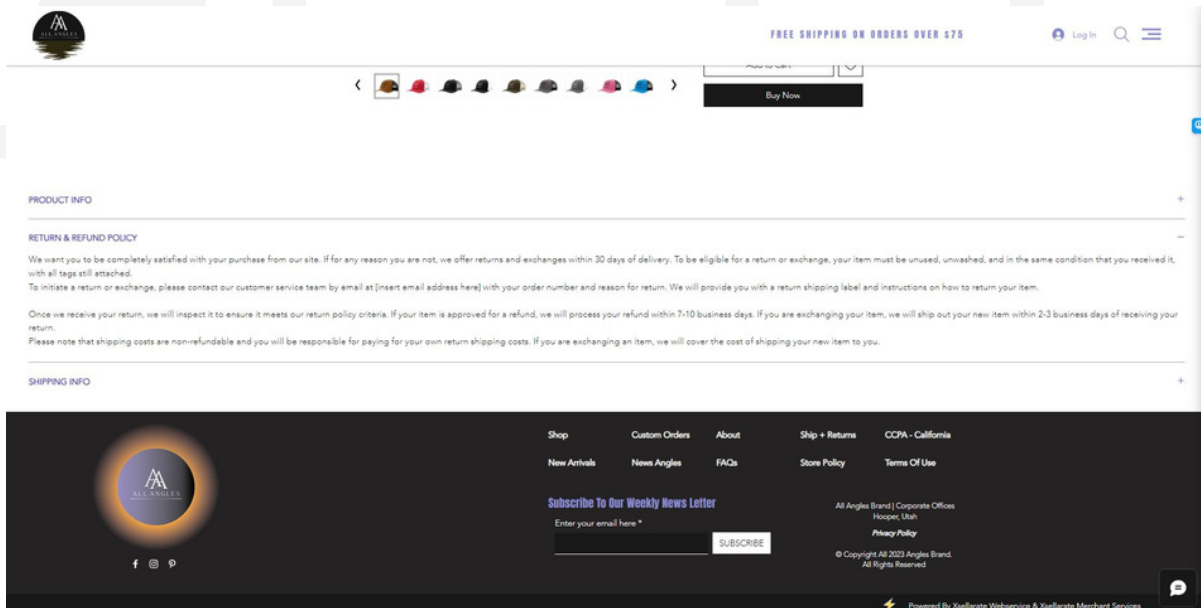 AA
ALL ANGLES
FREE SHIPPING ON ORDERS OVER $75
Log In
Add to Cart
Buy Now
PRODUCT INFO
+
RETURN & REFUND POLICY
−
We want you to be completely satisfied with your purchase from our site. If for any reason you are not, we offer returns and exchanges within 30 days of delivery. To be eligible for a return or exchange, your item must be unused, unwashed, and in the same condition that you received it,
with all tags still attached.
To initiate a return or exchange, please contact our customer service team by email at [insert email address here] with your order number and reason for return. We will provide you with a return shipping label and instructions on how to return your item.
Once we receive your return, we will inspect it to ensure it meets our return policy criteria. If your item is approved for a refund, we will process your refund within 7-10 business days. If you are exchanging your item, we will ship out your new item within 2-3 business days of receiving your
return.
Please note that shipping costs are non-refundable and you will be responsible for paying for your own return shipping costs. If you are exchanging an item, we will cover the cost of shipping your new item to you.
SHIPPING INFO
+
AA
ALL ANGLES
Shop Custom Orders About Ship + Returns CCPA - California
New Arrivals News Angles FAQs Store Policy Terms Of Use
Subscribe To Our Weekly News Letter
Enter your email here *
SUBSCRIBE
All Angles Brand | Corporate Offices
Hooper, Utah
Privacy Policy
© Copyright All 2023 Angles Brand.
All Rights Reserved
Powered By Xsellarate Webservice & Xsellarate Merchant Services